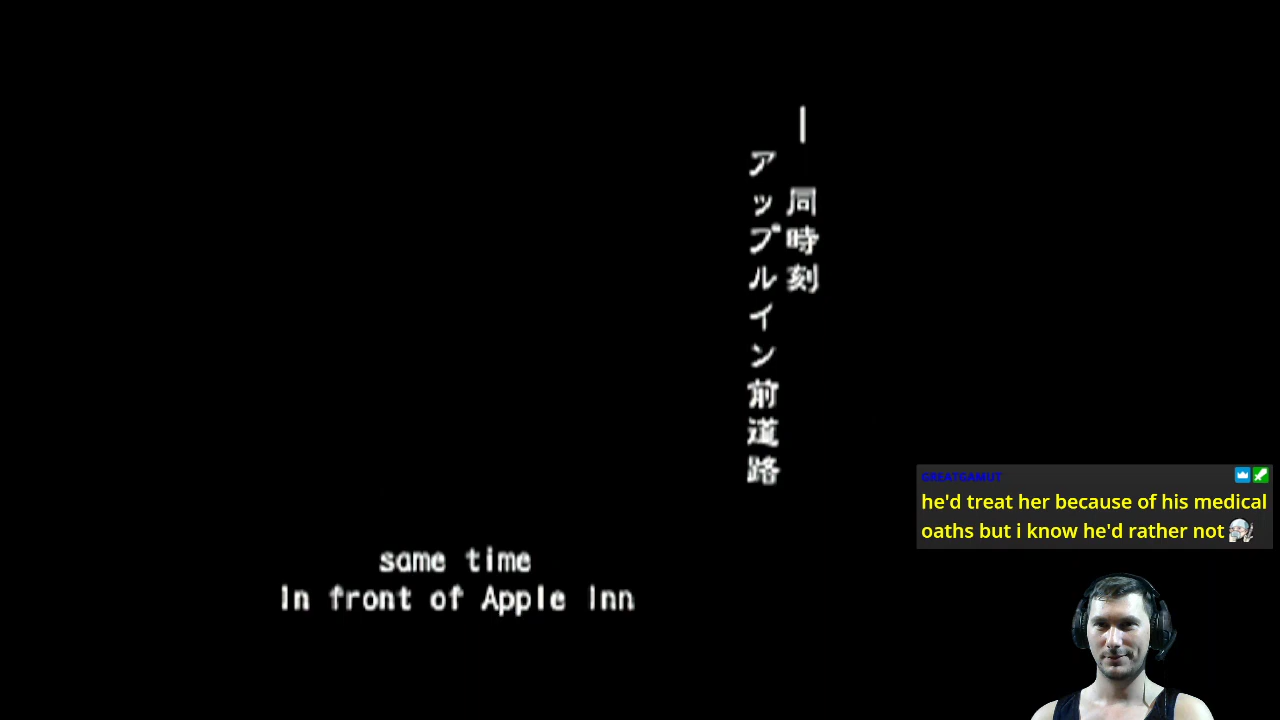 ― 同時刻
アップルイン前道路
same time
In front of Apple Inn
GREATGAMUT
he'd treat her because of his medical
oaths but i know he'd rather not